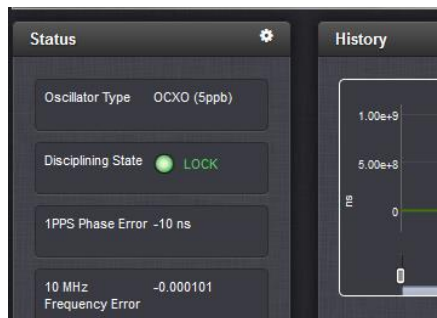 Status
History
Oscillator Type OCXO (5ppb)
Disciplining State LOCK
1PPS Phase Error -10 ns
10 MHz -0.000101
Frequency Error
1.00e+9
5.00e+8
ns
0